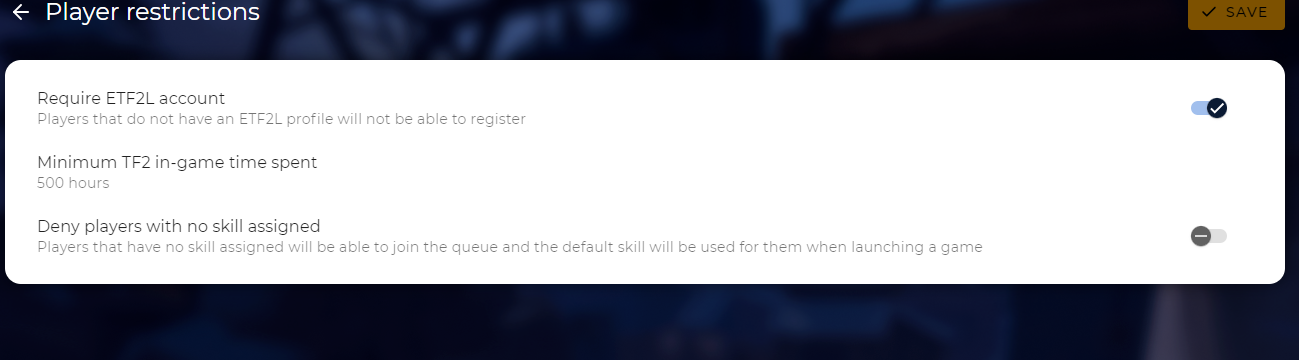 Player restrictions
SAVE
Require ETF2L account
Players that do not have an ETF2L profile will not be able to register
Minimum TF2 in-game time spent
500 hours
Deny players with no skill assigned
Players that have no skill assigned will be able to join the queue and the default skill will be used for them when launching a game